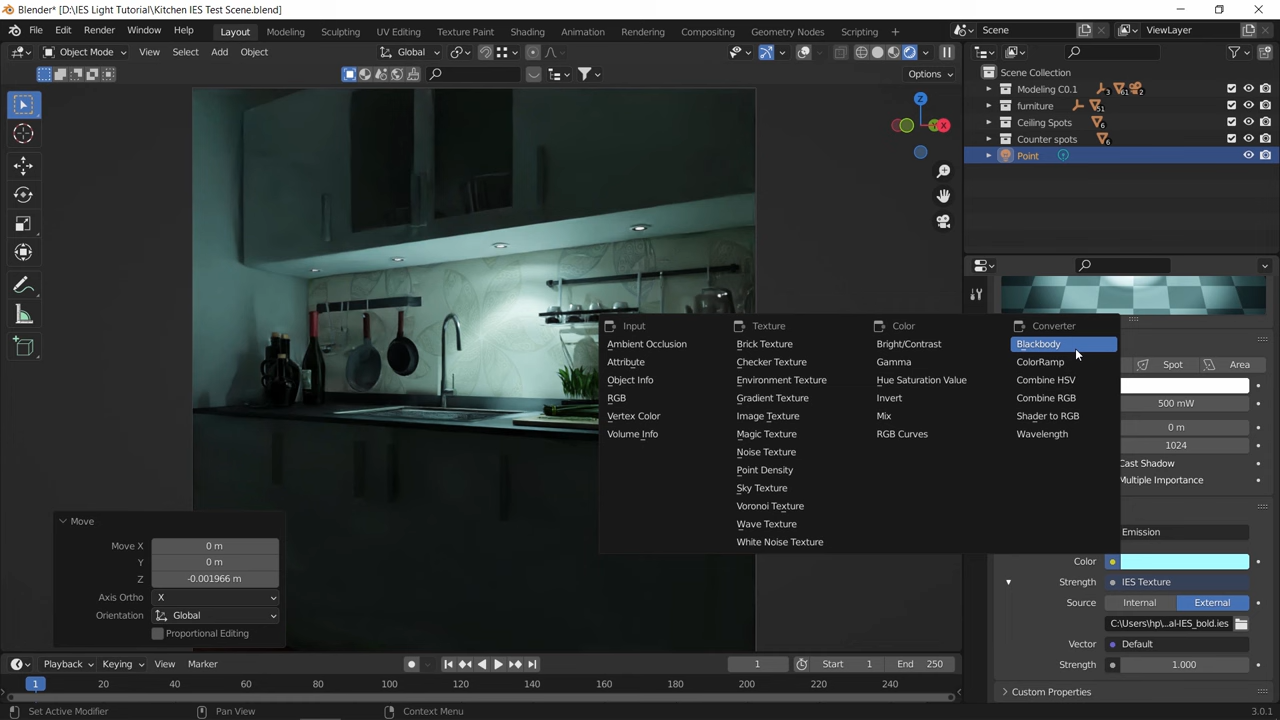 Blender* [D:\IES Light Tutorial\Kitchen IES Test Scene.blend]
File Edit Render Window Help Layout Modeling Sculpting UV Editing Texture Paint Shading Animation Rendering Compositing Geometry Nodes Scripting + Scene ViewLayer
Object Mode View Select Add Object Global
Options
Scene Collection
Modeling C0.1 3 61 2
furniture 51
Ceiling Spots 6
Counter spots 6
Point
Z
Y X
Input Texture Color Converter
Ambient Occlusion Brick Texture Bright/Contrast Blackbody
Attribute Checker Texture Gamma ColorRamp
Object Info Environment Texture Hue Saturation Value Combine HSV
RGB Gradient Texture Invert Combine RGB
Vertex Color Image Texture Mix Shader to RGB
Volume Info Magic Texture RGB Curves Wavelength
Noise Texture
Point Density
Sky Texture
Voronoi Texture
Wave Texture
White Noise Texture
Spot Area
500 mW
0 m
1024
Cast Shadow
Multiple Importance
Emission
Color
Strength IES Texture
Source Internal External
C:\Users\hp\...al-IES_bold.ies
Vector Default
Strength 1.000
Custom Properties
Move
Move X 0 m
Y 0 m
Z -0.001966 m
Axis Ortho X
Orientation Global
Proportional Editing
Playback Keying View Marker 1 Start 1 End 250
1 20 40 60 80 100 120 140 160 180 200 220 240
Set Active Modifier Pan View Context Menu 3.0.1